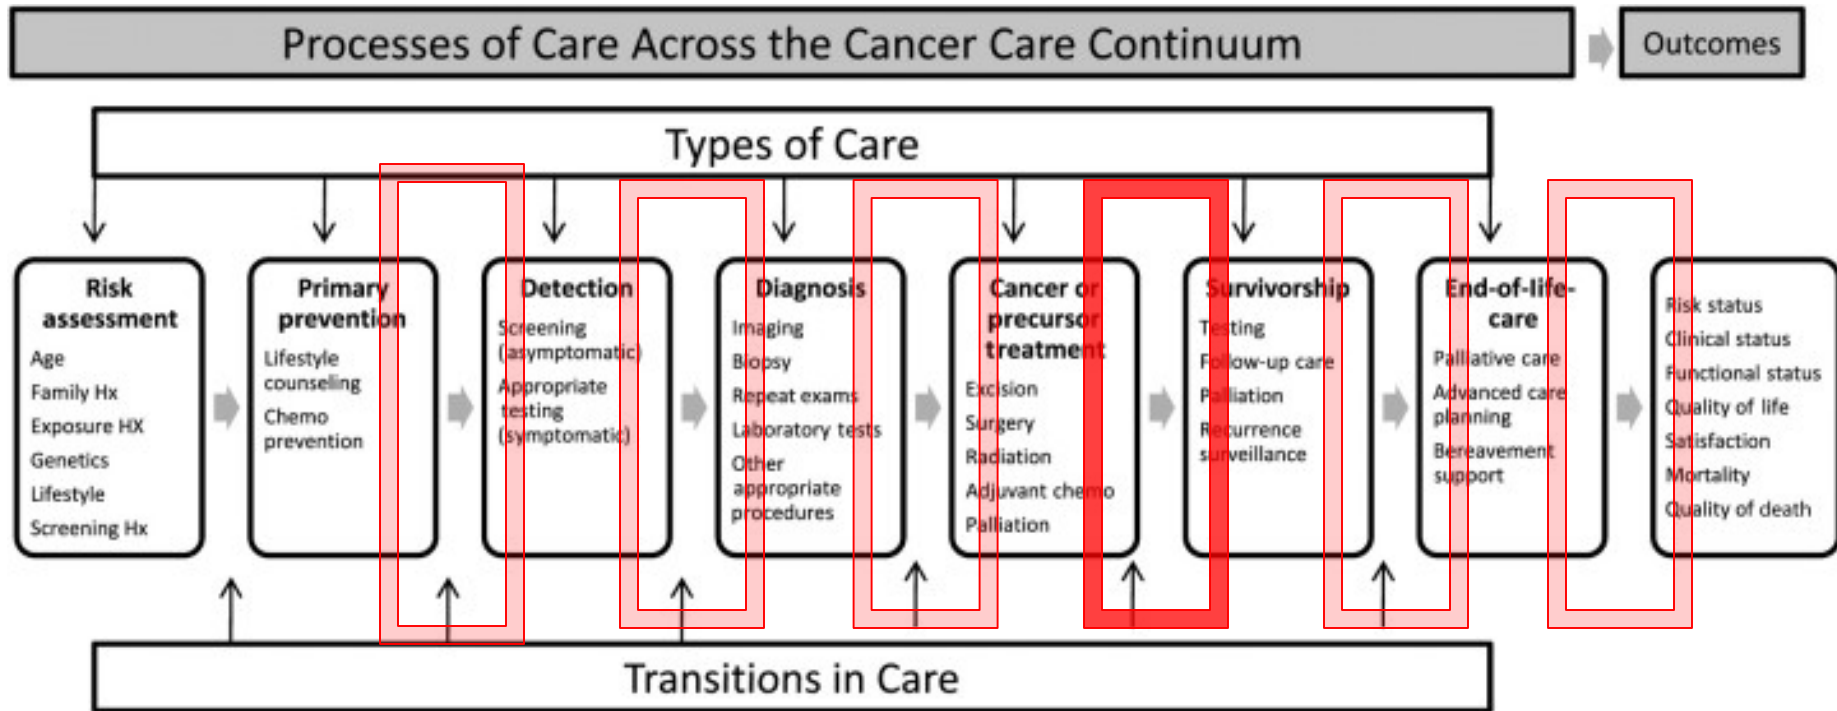 Processes of Care Across the Cancer Care Continuum
Outcomes
Types of Care
Risk
assessment
Age
Family Hx
Exposure HX
Genetics
Lifestyle
Screening Hx
Primary
prevention
Lifestyle
counseling
Chemo
prevention
Detection
Screening
(asymptomatic)
Appropriate
testing
(symptomatic)
Diagnosis
Imaging
Biopsy
Repeat exams
Laboratory tests
Other
appropriate
procedures
Cancer or
precursor
treatment
Excision
Surgery
Radiation
Adjuvant chemo
Palliation
Survivorship
Testing
Follow-up care
Palliation
Recurrence
surveillance
End-of-life-
care
Palliative care
Advanced care
planning
Bereavement
support
Risk status
Clinical status
Functional status
Quality of life
Satisfaction
Mortality
Quality of death
Transitions in Care